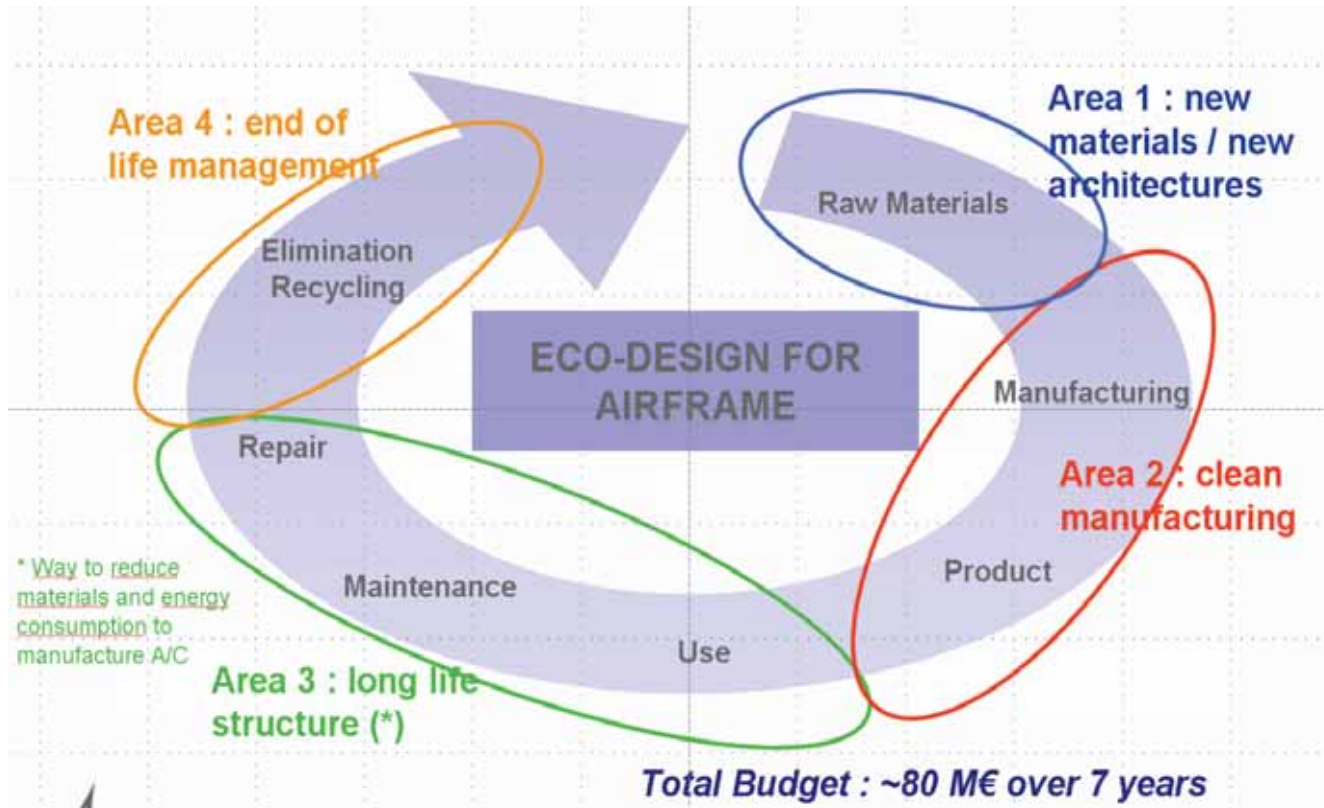 Area 4 : end of
life management
Area 1 : new
materials / new
architectures
Raw Materials
Elimination
Recycling
ECO-DESIGN FOR
AIRFRAME
Manufacturing
Repair
Area 2 : clean
manufacturing
Product
Maintenance
* Way to reduce
materials and energy
consumption to
manufacture A/C
Use
Area 3 : long life
structure (*)
Total Budget : ~80 M€ over 7 years